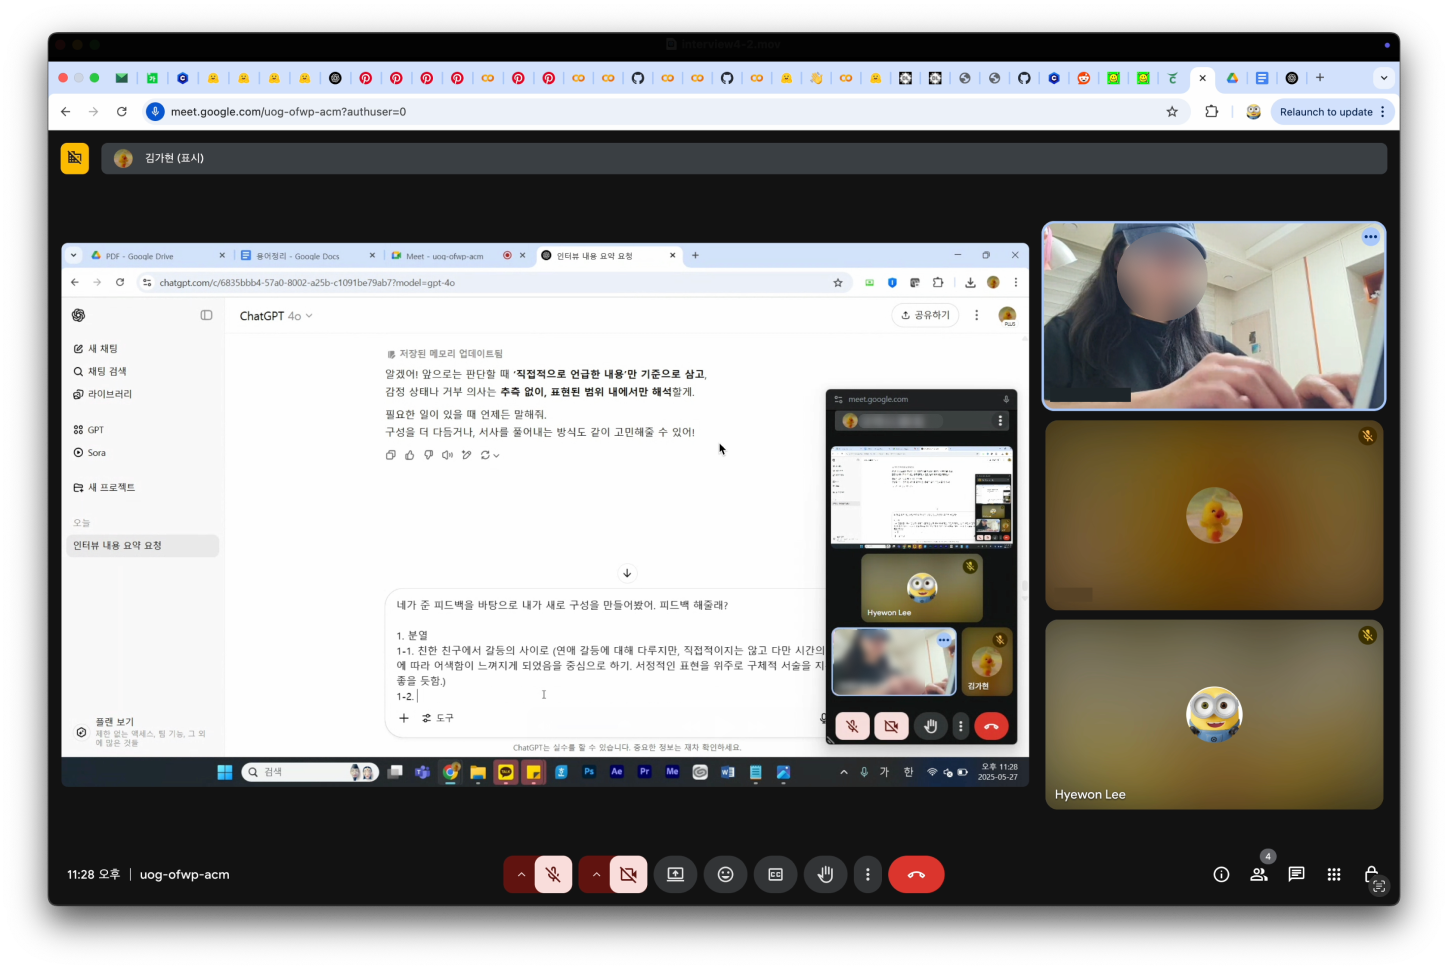 interview4-2.mov
meet.google.com/uog-ofwp-acm?authuser=0
Relaunch to update
김가현 (표시)
PDF - Google Drive
용어정리 - Google Docs
Meet - uog-ofwp-acm
인터뷰 내용 요약 요청
chatgpt.com/c/6835bbb4-57a0-8002-a25b-c1091be79ab7?model=gpt-4o
ChatGPT 4o
공유하기
PLUS
새 채팅
채팅 검색
라이브러리
GPT
Sora
새 프로젝트
오늘
인터뷰 내용 요약 요청
플랜 보기
제한 없는 액세스, 팀 기능, 그 외
에 많은 것들
저장된 메모리 업데이트됨
알겠어! 앞으로는 판단할 때 '직접적으로 언급한 내용'만 기준으로 삼고,
감정 상태나 거부 의사는 추측 없이, 표현된 범위 내에서만 해석할게.
필요한 일이 있을 때 언제든 말해줘.
구성을 더 다듬거나, 서사를 풀어내는 방식도 같이 고민해줄 수 있어!
네가 준 피드백을 바탕으로 내가 새로 구성을 만들어봤어. 피드백 해줄래?
1. 분열
1-1. 친한 친구에서 갈등의 사이로 (연애 갈등에 대해 다루지만, 직접적이지는 않고 다만 시간의
에 따라 어색함이 느껴지게 되었음을 중심으로 하기. 서정적인 표현을 위주로 구체적 서술을 지
좋을 듯함.)
1-2.
도구
ChatGPT는 실수를 할 수 있습니다. 중요한 정보는 재차 확인하세요.
meet.google.com
Hyewon Lee
김가현
검색
Ps
Ae
Pr
Me
가
한
오후 11:28
2025-05-27
Hyewon Lee
11:28 오후
uog-ofwp-acm
4